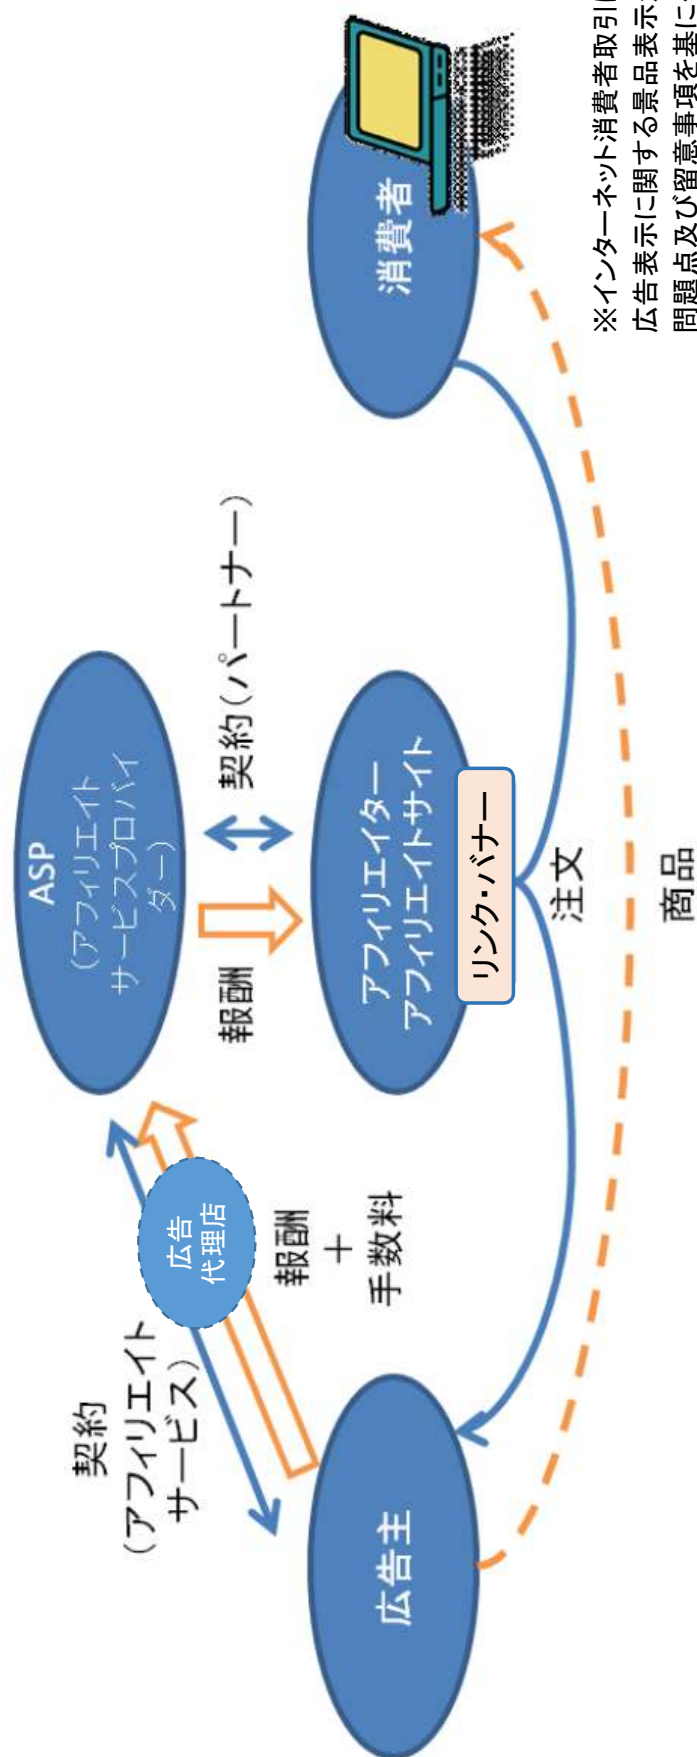 ASP
（アフィリエイト
サービスプロバイ
ダー）
契約
（アフィリエイト
サービス）
広告
代理店
報酬
＋
手数料
報酬
契約（パートナー）
広告主
アフィリエイター
アフィリエイトサイト
リンク・バナー
消費者
注文
商品
※インターネット消費者取引に
広告表示に関する景品表示
問題点及び留意事項を基に